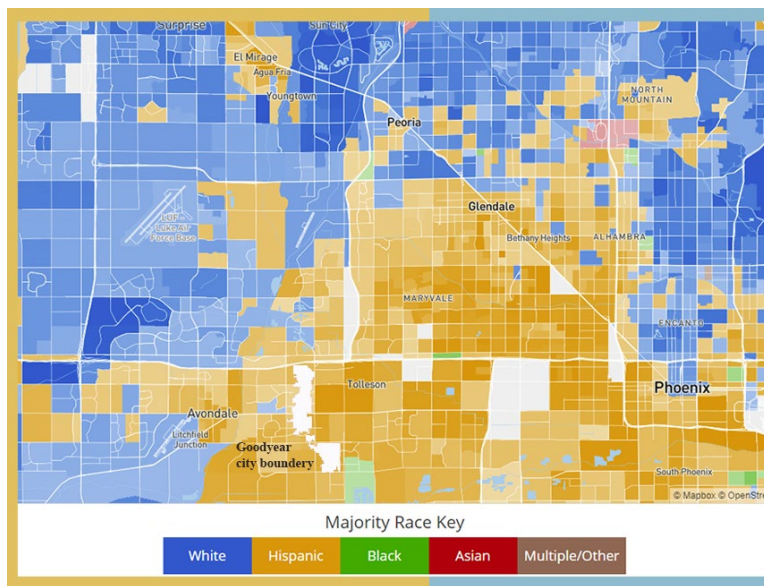 Surprise
Sun City
El Mirage
Agua Fria
Youngtown
NORTH
MOUNTAIN
Peoria
LUF -
Luke Air
Force Base
Glendale
Bethany Heights
ALHAMBRA
MARYVALE
ENCANTO
Tolleson
Phoenix
Avondale
Litchfield
Junction
Goodyear
city boundery
South Phoenix
© Mapbox © OpenStre
Majority Race Key
White Hispanic Black Asian Multiple/Other